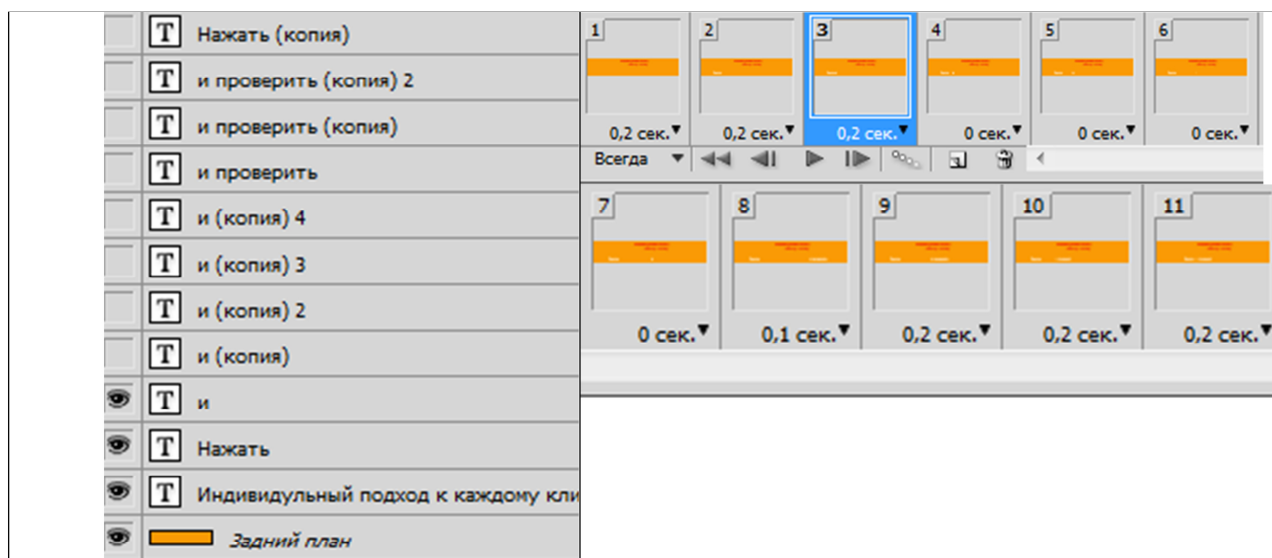 Нажать (копия)
и проверить (копия) 2
и проверить (копия)
и проверить
и (копия) 4
и (копия) 3
и (копия) 2
и (копия)
и
Нажать
Индивидульный подход к каждому кли
Задний план
1 2 3 4 5 6
0,2 сек. 0,2 сек. 0,2 сек. 0 сек. 0 сек. 0 сек.
Всегда
7 8 9 10 11
0 сек. 0,1 сек. 0,2 сек. 0,2 сек. 0,2 сек.